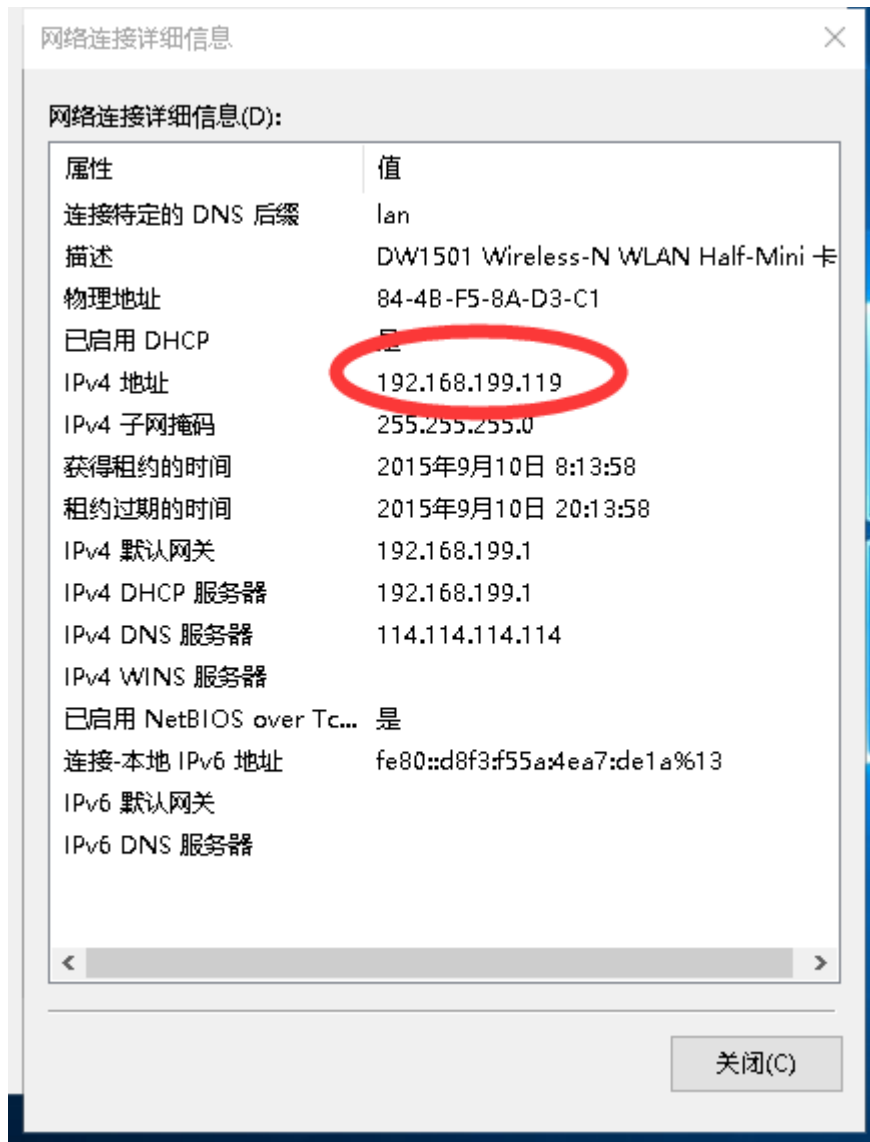 网络连接详细信息
网络连接详细信息(D):
属性 值
连接特定的 DNS 后缀 lan
描述 DW1501 Wireless-N WLAN Half-Mini 卡
物理地址 84-4B-F5-8A-D3-C1
已启用 DHCP 是
IPv4 地址 192.168.199.119
IPv4 子网掩码 255.255.255.0
获得租约的时间 2015年9月10日 8:13:58
租约过期的时间 2015年9月10日 20:13:58
IPv4 默认网关 192.168.199.1
IPv4 DHCP 服务器 192.168.199.1
IPv4 DNS 服务器 114.114.114.114
IPv4 WINS 服务器
已启用 NetBIOS over Tc... 是
连接-本地 IPv6 地址 fe80::d8f3:f55a:4ea7:de1a%13
IPv6 默认网关
IPv6 DNS 服务器
关闭(C)